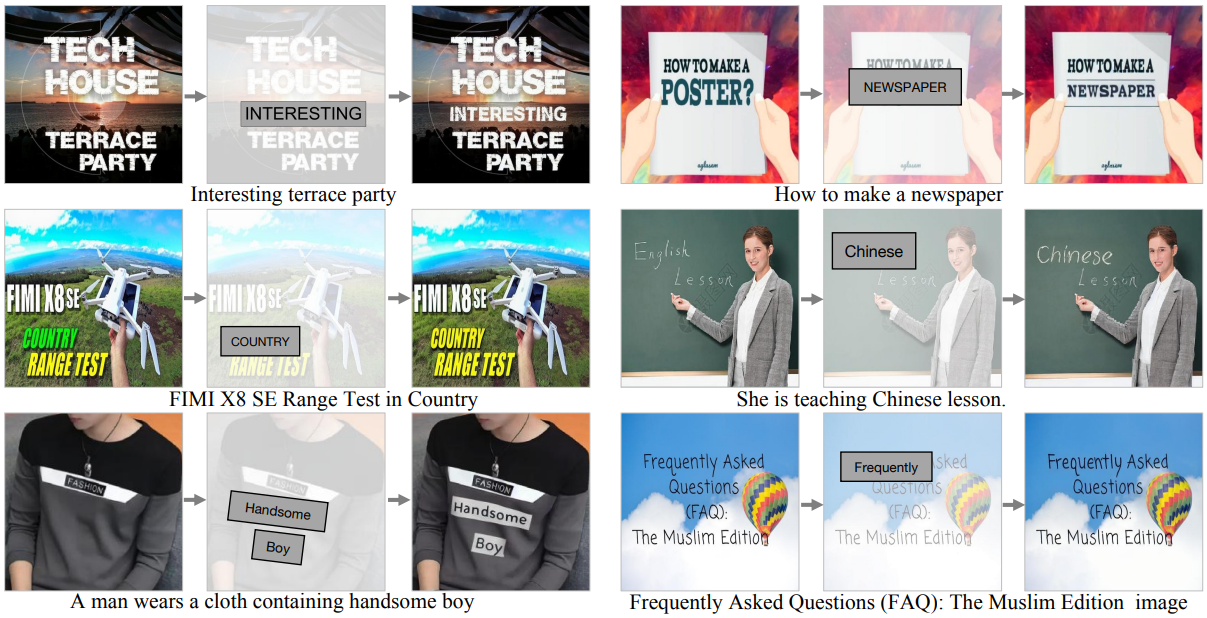 TECH
HOUSE
TERRACE
PARTY
TECH
HOUSE
INTERESTING
TERRACE
PARTY
TECH
HOUSE
INTERESTING
TERRACE
PARTY
Interesting terrace party
HOW TO MAKE A
POSTER?
HOW TO MAKE A
NEWSPAPER
HOW TO MAKE A
NEWSPAPER
How to make a newspaper
FIMI X8 SE
COUNTRY
RANGE TEST
FIMI X8 SE
COUNTRY
RANGE TEST
FIMI X8 SE
COUNTRY
RANGE TEST
FIMI X8 SE Range Test in Country
English
Lesson
Chinese
Lesson
Chinese
Lesson
She is teaching Chinese lesson.
FASHION
Handsome
Boy
FASHION
Handsome
Boy
A man wears a cloth containing handsome boy
Frequently Asked
Questions
(FAQ):
The Muslim Edition
Frequently sked
Questions
(FAQ):
The Muslim Edition
Frequently Asked
Questions
(FAQ):
The Muslim Edition
Frequently Asked Questions (FAQ): The Muslim Edition image